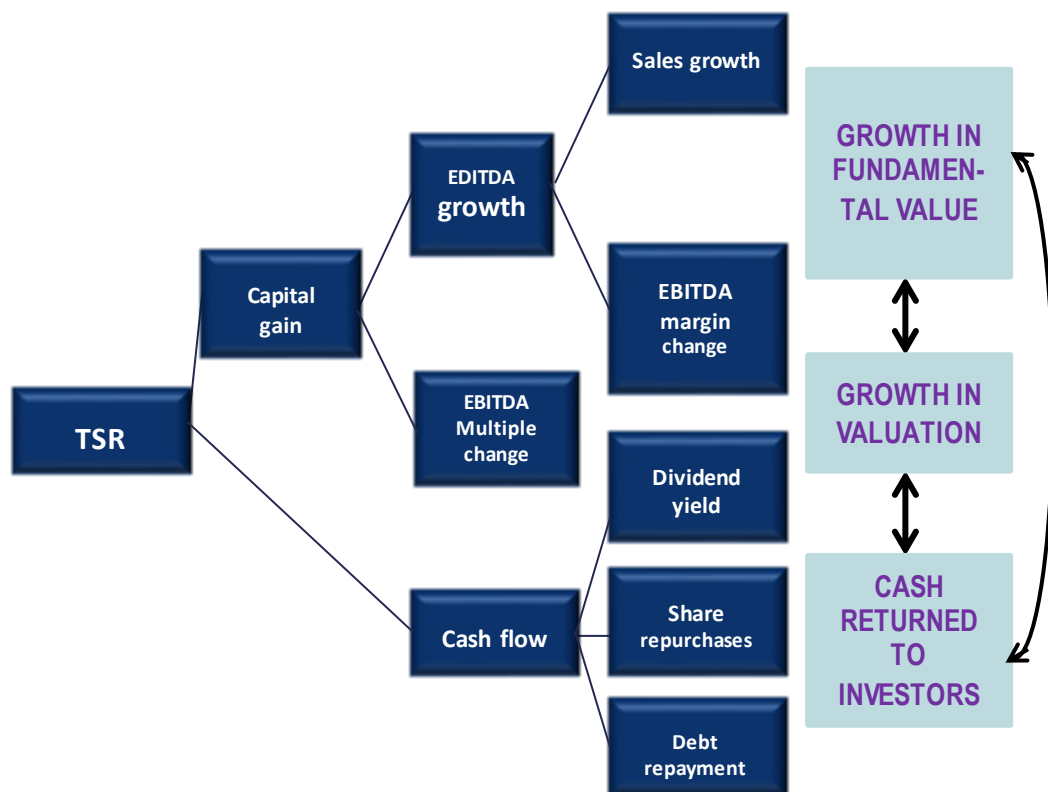 Sales growth
GROWTH IN
FUNDAMEN-
TAL VALUE
EDITDA
growth
Capital
gain
EBITDA
margin
change
TSR
EBITDA
Multiple
change
GROWTH IN
VALUATION
Dividend
yield
Cash flow
Share
repurchases
CASH
RETURNED
TO
INVESTORS
Debt
repayment